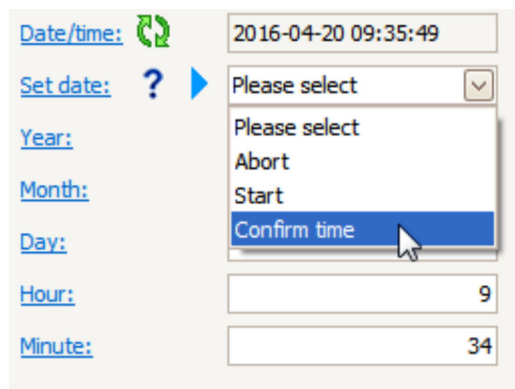 Date/time: 2016-04-20 09:35:49
Set date: ? Please select
Please select
Year:
Abort
Month:
Start
Confirm time
Day:
Hour: 9
Minute: 34